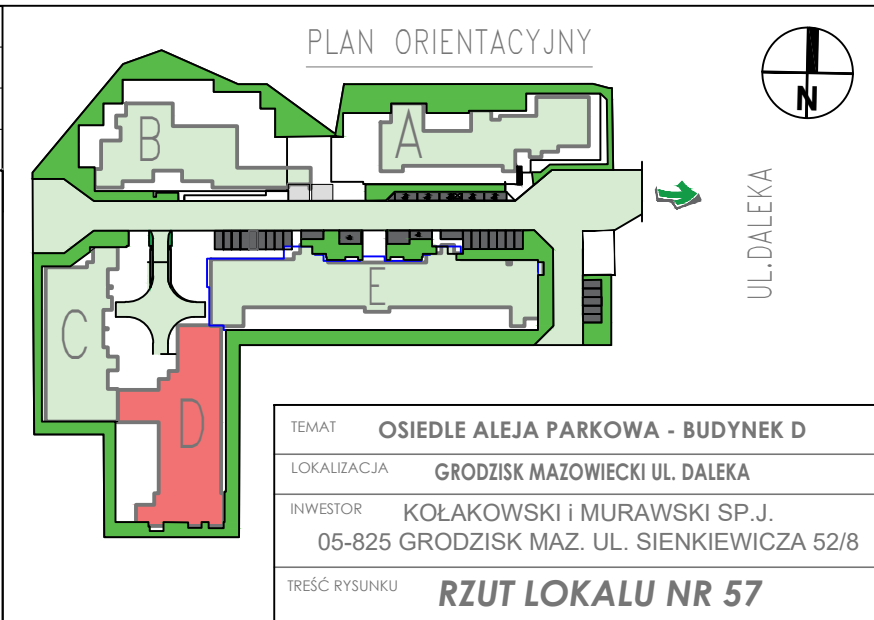 PLAN ORIENTACYJNY
N
B
A
UL.DALEKA
E
C
D
TEMAT OSIEDLE ALEJA PARKOWA - BUDYNEK D
LOKALIZACJA GRODZISK MAZOWIECKI UL. DALEKA
INWESTOR KOŁAKOWSKI i MURAWSKI SP.J.
05-825 GRODZISK MAZ. UL. SIENKIEWICZA 52/8
TREŚĆ RYSUNKU RZUT LOKALU NR 57